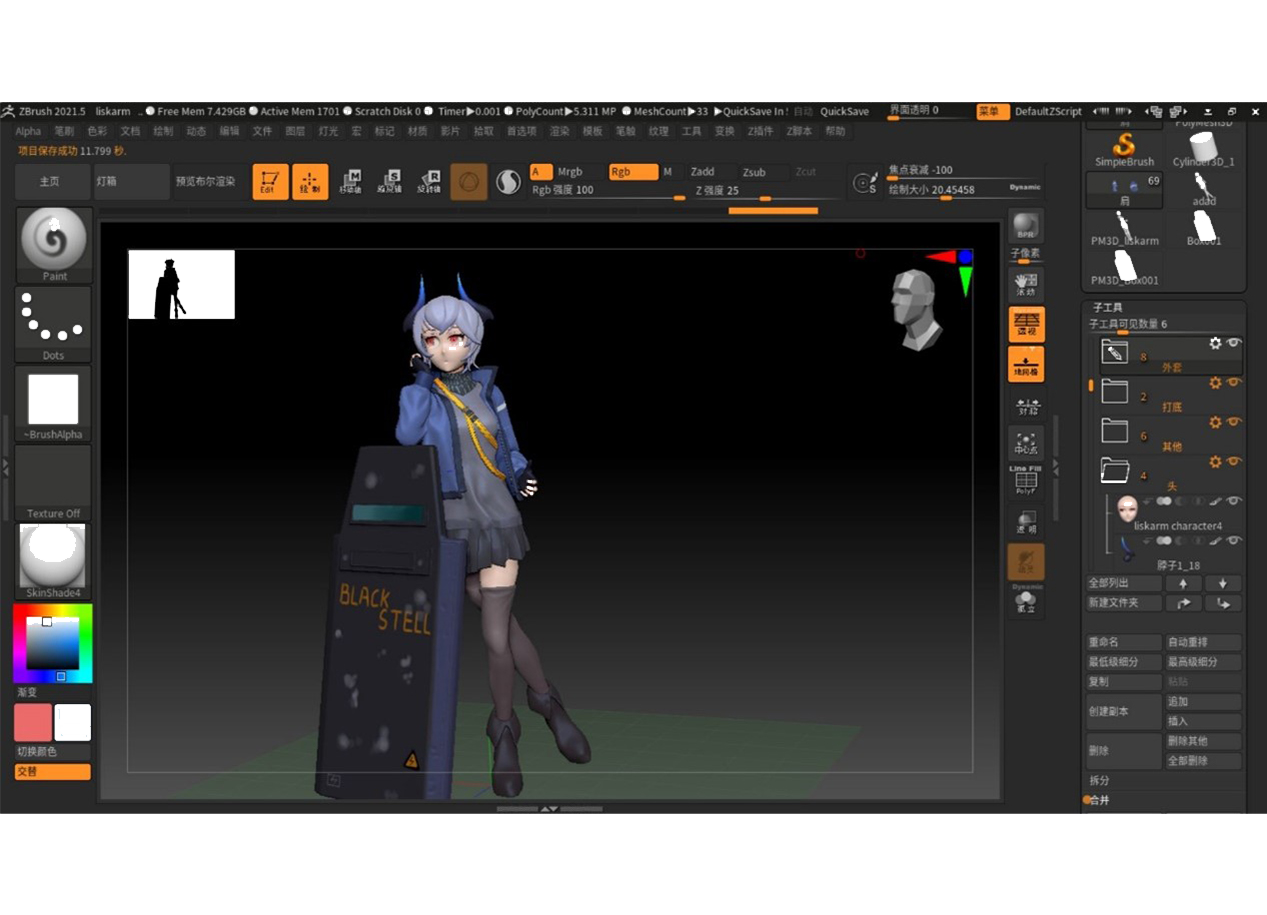 ZBrush 2021.5 liskarm .. Free Mem 7.429GB Active Mem 1701 Scratch Disk 0 Timer▶0.001 PolyCount▶5.311 MP MeshCount▶33 ▶QuickSave In 自动 QuickSave 界面透明 0 菜单 DefaultZScript
Alpha 笔刷 色彩 文档 绘制 动态 编辑 文件 图层 灯光 宏 标记 材质 影片 拾取 首选项 渲染 模板 笔触 纹理 工具 变换 Z插件 Z脚本 帮助
项目保存成功 11.799 秒.
主页 灯箱 预览布尔渲染 Edit 绘制 M S R
A Mrgb Rgb M Zadd Zsub Zcut
Rgb 强度 100 Z 强度 25
焦点衰减 -100
绘制大小 20.45458 Dynamic
S
Paint
Dots
~BrushAlpha
Texture Off
SkinShade4
渐变
切换颜色
交替
BLACK
STELL
BPR
子像素
滚动
透视
地网格
对称
中心点
Line Fill
PolyF
透明
Dynamic
孤立
PolyMesh3D
SimpleBrush Cylinder3D_1
69
肩 adad
PM3D_liskarm Box001
PM3D_Box001
子工具
子工具可见数量 6
8
外套
2
打底
6
其他
4
头
liskarm character4
脖子1_18
全部列出
新建文件夹
重命名 自动重排
最低级细分 最高级细分
复制 粘贴
创建副本 追加
插入
删除 删除其他
全部删除
拆分
合并